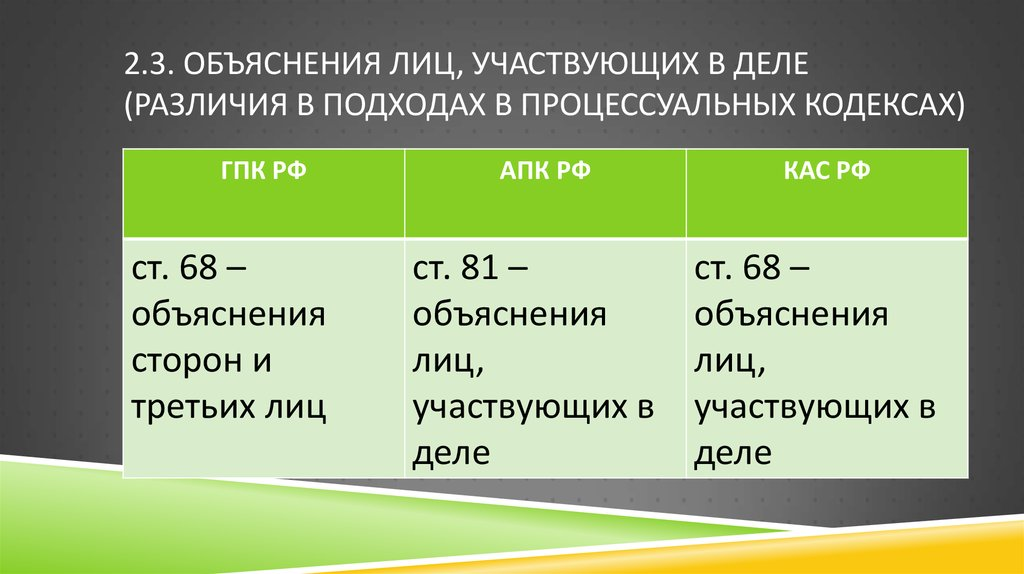 2.3. ОБЪЯСНЕНИЯ ЛИЦ, УЧАСТВУЮЩИХ В ДЕЛЕ
(РАЗЛИЧИЯ В ПОДХОДАХ В ПРОЦЕССУАЛЬНЫХ КОДЕКСАХ)
ГПК РФ
АПК РФ
КАС РФ
ст. 68 –
объяснения
сторон и
третьих лиц
ст. 81 –
объяснения
лиц,
участвующих в
деле
ст. 68 –
объяснения
лиц,
участвующих в
деле